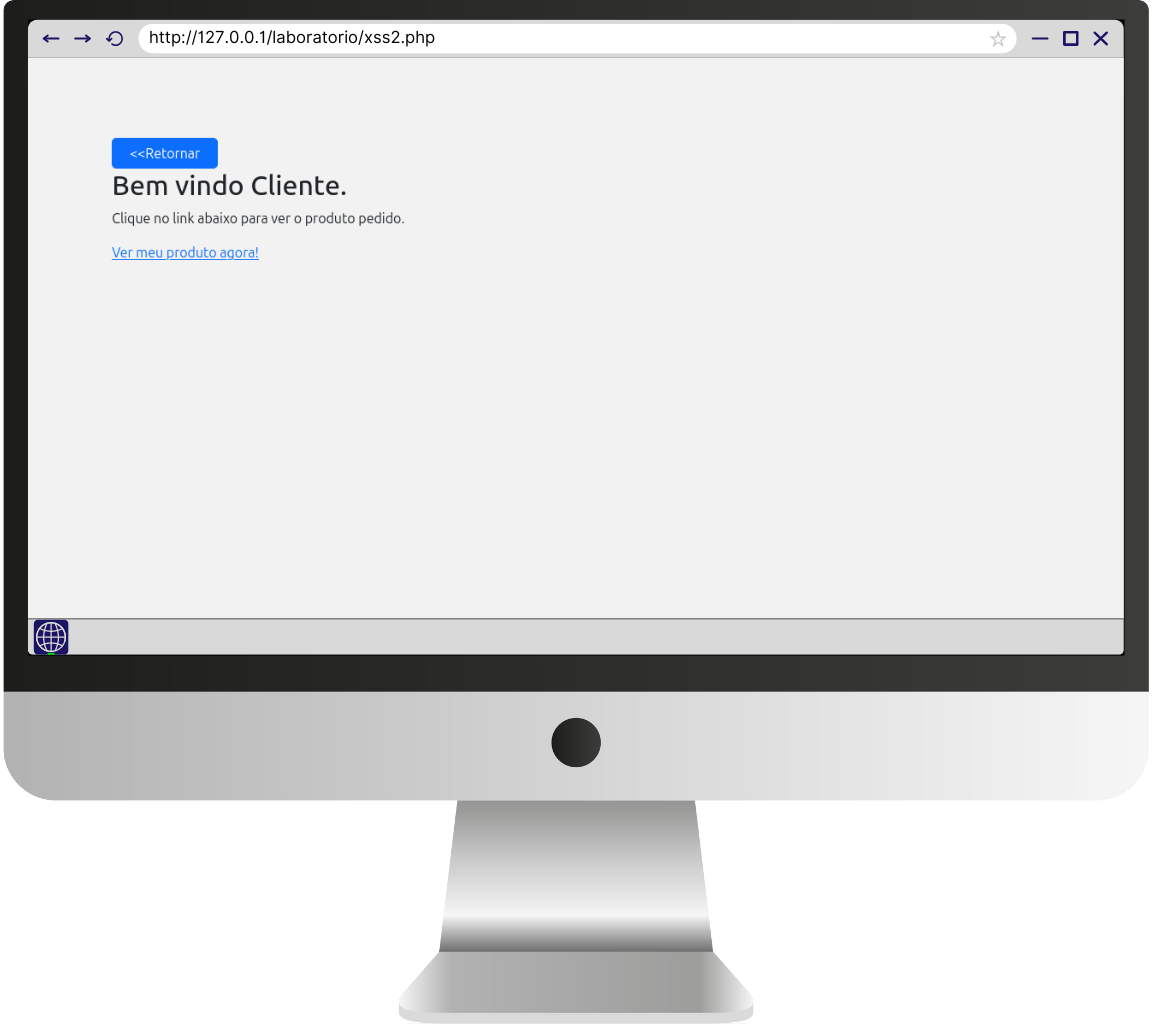 http://127.0.0.1/laboratorio/xss2.php
<<Retornar
Bem vindo Cliente.
Clique no link abaixo para ver o produto pedido.
Ver meu produto agora!